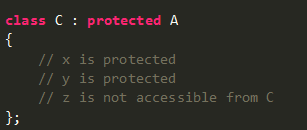 class C : protected A
{
// x is protected
// y is protected
// z is not accessible from C
};